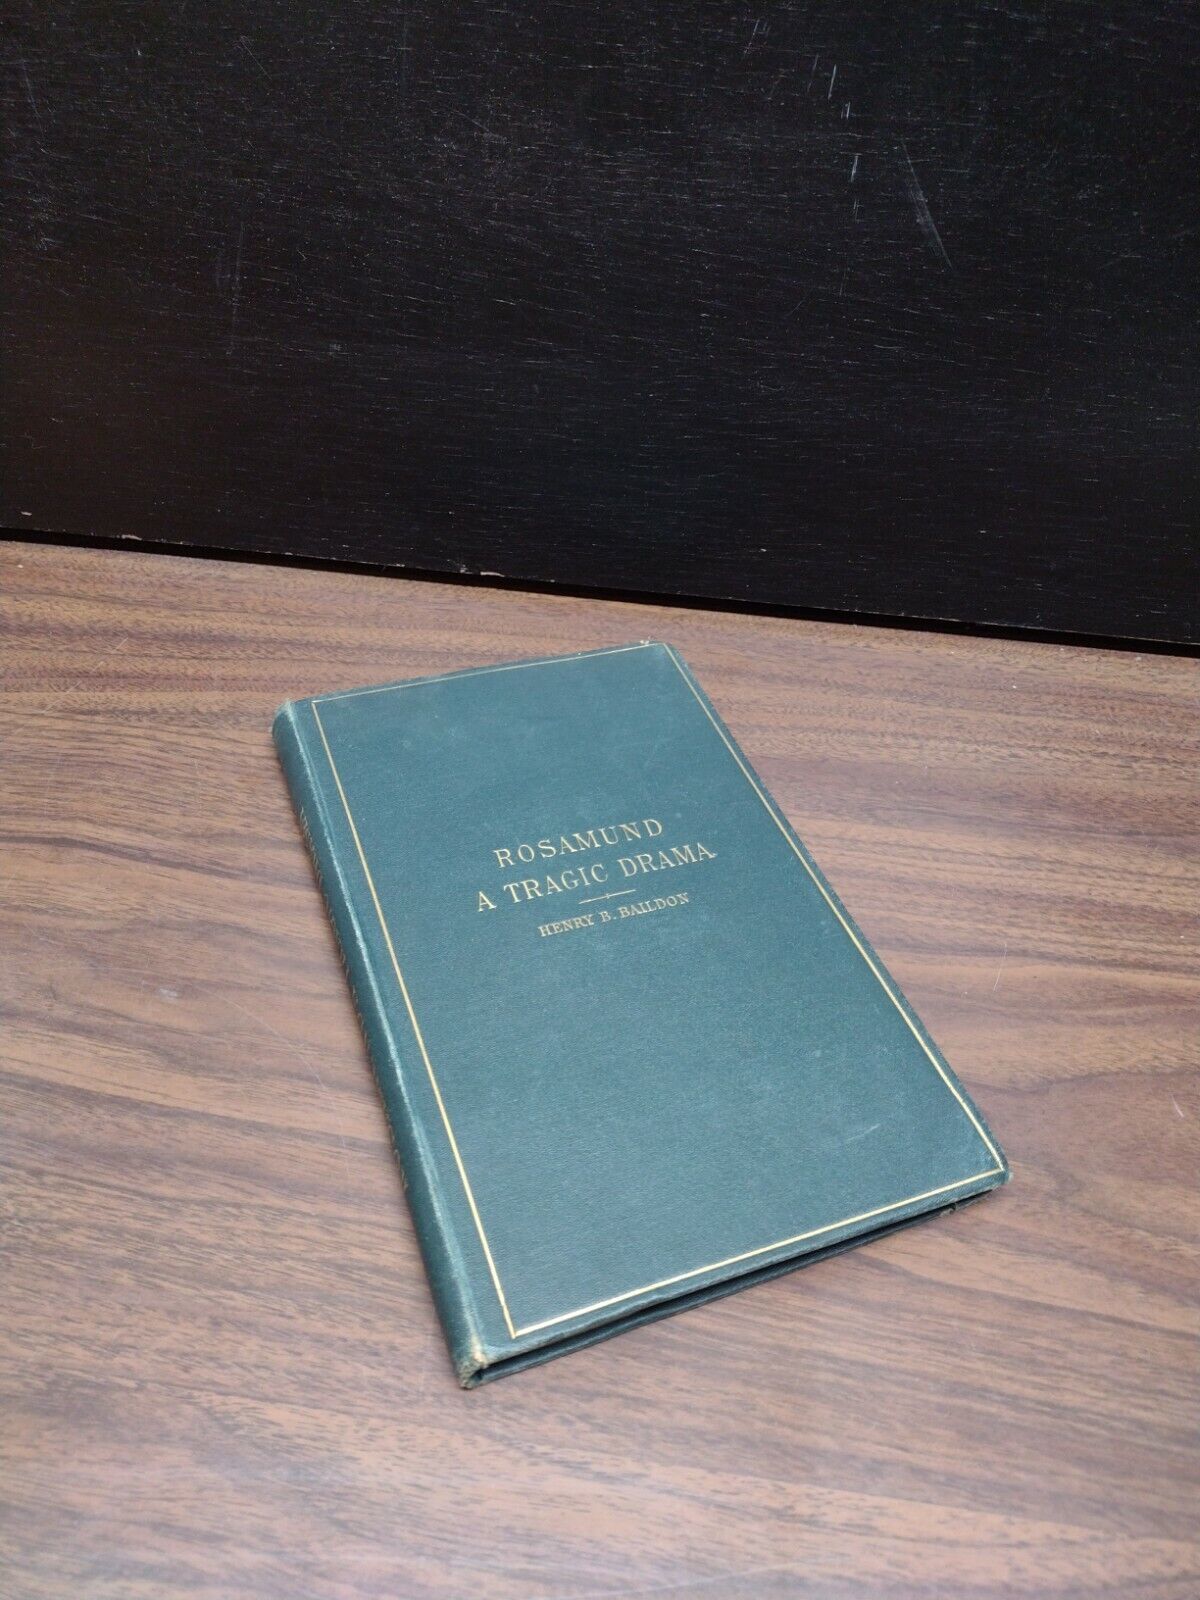 ROSAMUND
A TRAGIC DRAMA
HENRY B. BAILDON